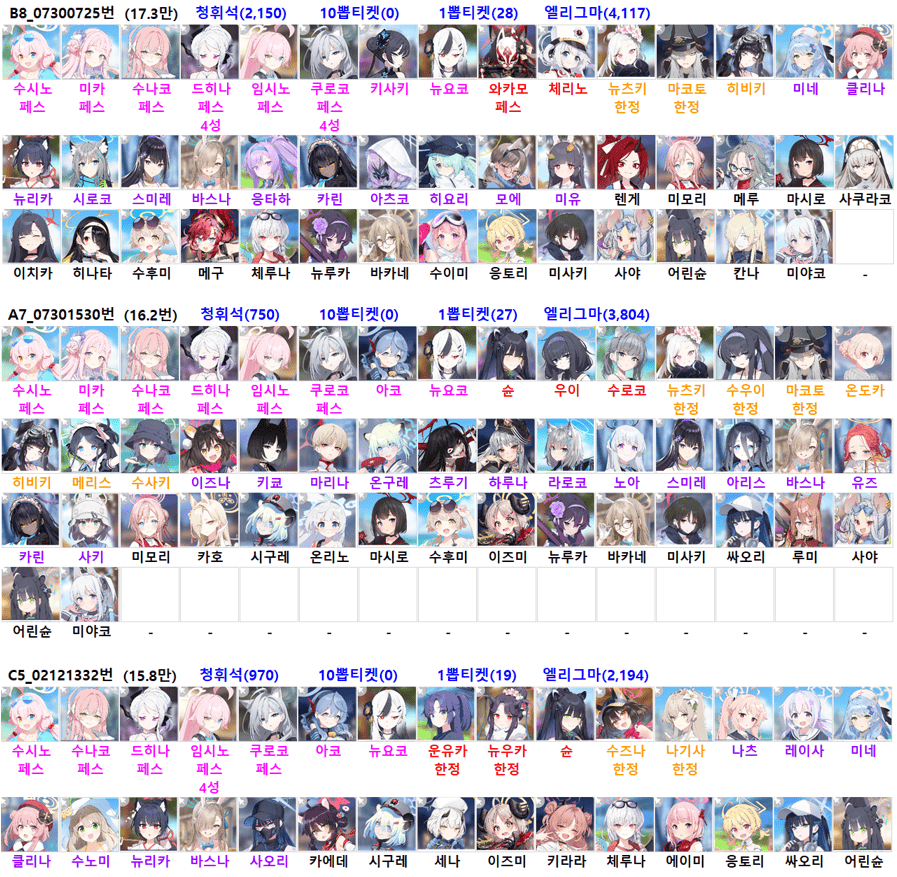 B8_07300725번 (17.3만) 청휘석(2,150) 10뽑티켓(0) 1뽑티켓(28) 엘리그마(4,117)
수시노 미카 수나코 드히나 임시노 쿠로코 키사키 뉴요코 와카모 체리노 뉴츠키 마코토 히비키 미네 클리나
페스 페스 페스 페스 페스 페스 페스 한정 한정
4성 4성
뉴리카 시로코 스미레 바스나 응타하 카린 아츠코 히요리 모에 미유 렌게 미모리 메루 마시로 사쿠라코
이치카 히나타 수후미 메구 체루나 뉴루카 바카네 수이미 응토리 미사키 사야 어린슌 칸나 미야코 -
A7_07301530번 (16.2만) 청휘석(750) 10뽑티켓(0) 1뽑티켓(27) 엘리그마(3,804)
수시노 미카 수나코 드히나 임시노 쿠로코 아코 뉴요코 슌 우이 수로코 뉴츠키 수우이 마코토 온도카
페스 페스 페스 페스 페스 페스 한정 한정 한정
히비키 메리스 수사키 이즈나 키쿄 마리나 온구레 츠루기 하루나 라로코 노아 스미레 아리스 바스나 유즈
카린 사키 미모리 카호 시구레 온리노 마시로 수후미 이즈미 뉴루카 바카네 미사키 싸오리 루미 사야
어린슌 미야코 - - - - - - - - - - - - -
C5_02121332번 (15.8만) 청휘석(970) 10뽑티켓(0) 1뽑티켓(19) 엘리그마(2,194)
수시노 수나코 드히나 임시노 쿠로코 아코 뉴요코 운유카 뉴우카 슌 수즈나 나기사 나츠 레이사 미네
페스 페스 페스 페스 페스 한정 한정 한정 한정
4성
클리나 수노미 뉴리카 바스나 사오리 카에데 시구레 세나 이즈미 키라라 체루나 에이미 응토리 싸오리 어린슌